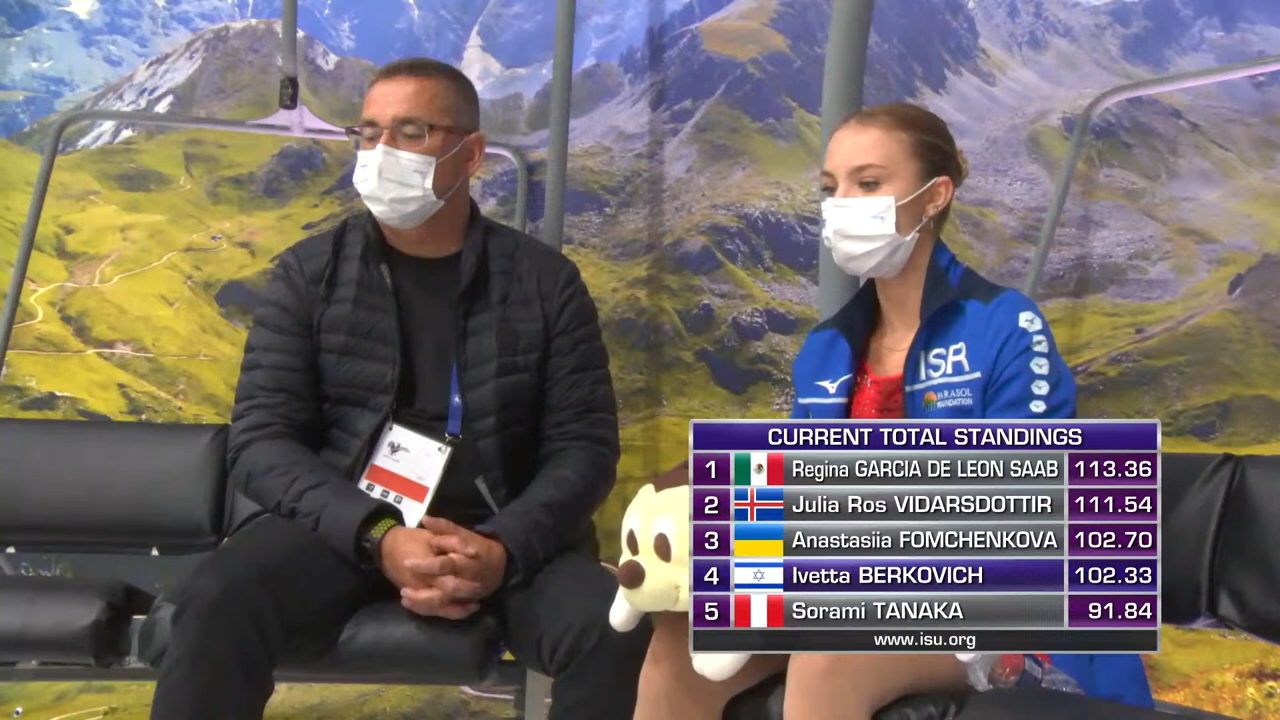 ISR
PARASOL
FOUNDATION
CURRENT TOTAL STANDINGS
1 Regina GARCIA DE LEON SAAB 113.36
2 Julia Ros VIDARSDOTTIR 111.54
3 Anastasiia FOMCHENKOVA 102.70
4 Ivetta BERKOVICH 102.33
5 Sorami TANAKA 91.84
www.isu.org